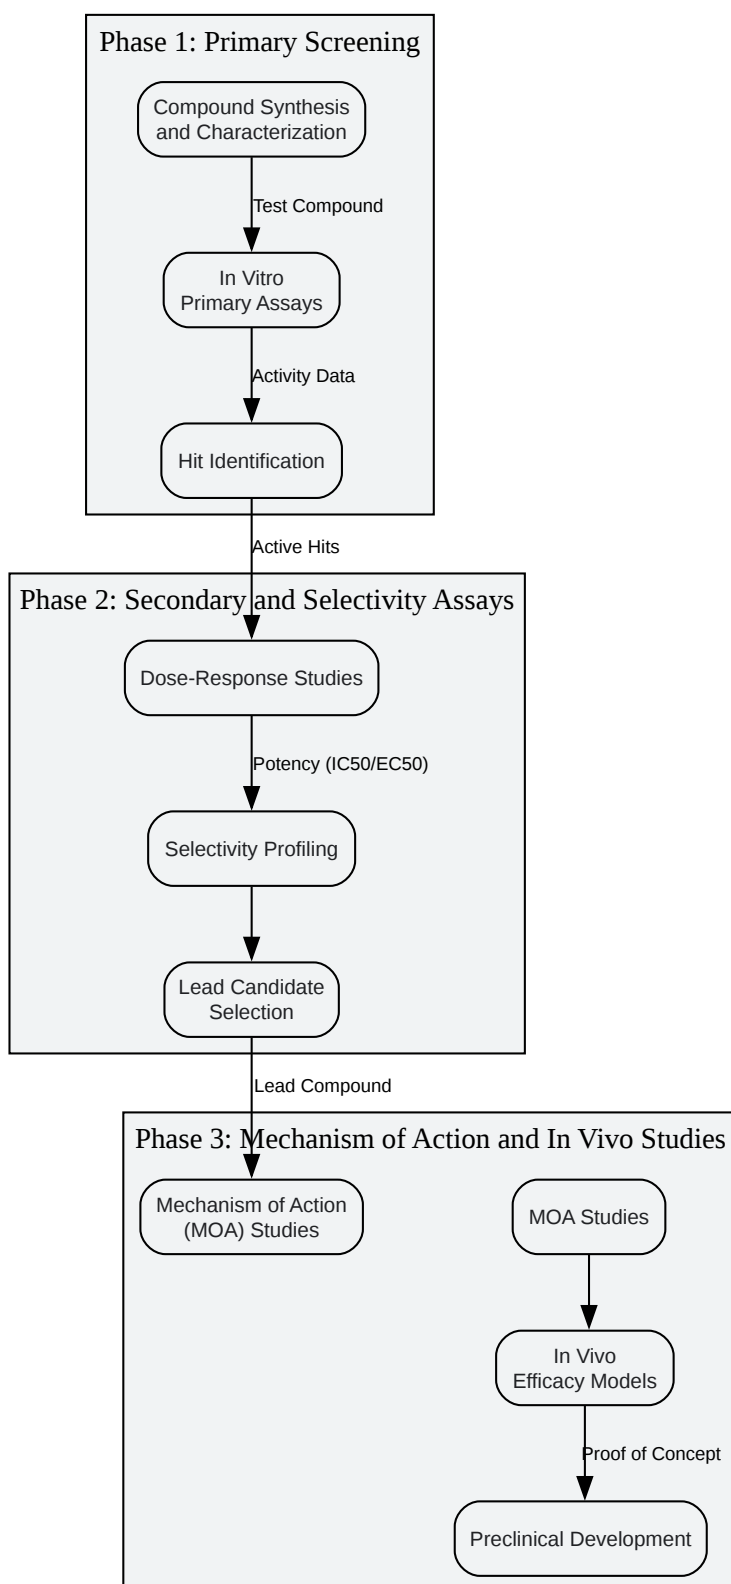 Phase 1: Primary Screening
Compound Synthesis
and Characterization
Test Compound
In Vitro
Primary Assays
Activity Data
Hit Identification
Active Hits
Phase 2: Secondary and Selectivity Assays
Dose-Response Studies
Potency (IC50/EC50)
Selectivity Profiling
Lead Candidate
Selection
Lead Compound
Phase 3: Mechanism of Action and In Vivo Studies
Mechanism of Action
(MOA) Studies
MOA Studies
In Vivo
Efficacy Models
Proof of Concept
Preclinical Development